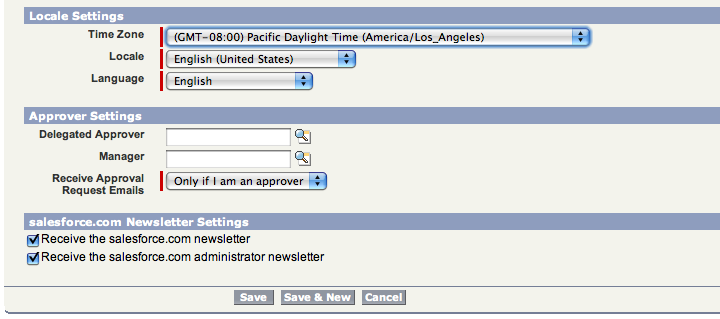 Locale Settings
Time Zone (GMT-08:00) Pacific Daylight Time (America/Los_Angeles)
Locale English (United States)
Language English
Approver Settings
Delegated Approver
Manager
Receive Approval
Request Emails Only if I am an approver
salesforce.com Newsletter Settings
Receive the salesforce.com newsletter
Receive the salesforce.com administrator newsletter
Save Save & New Cancel